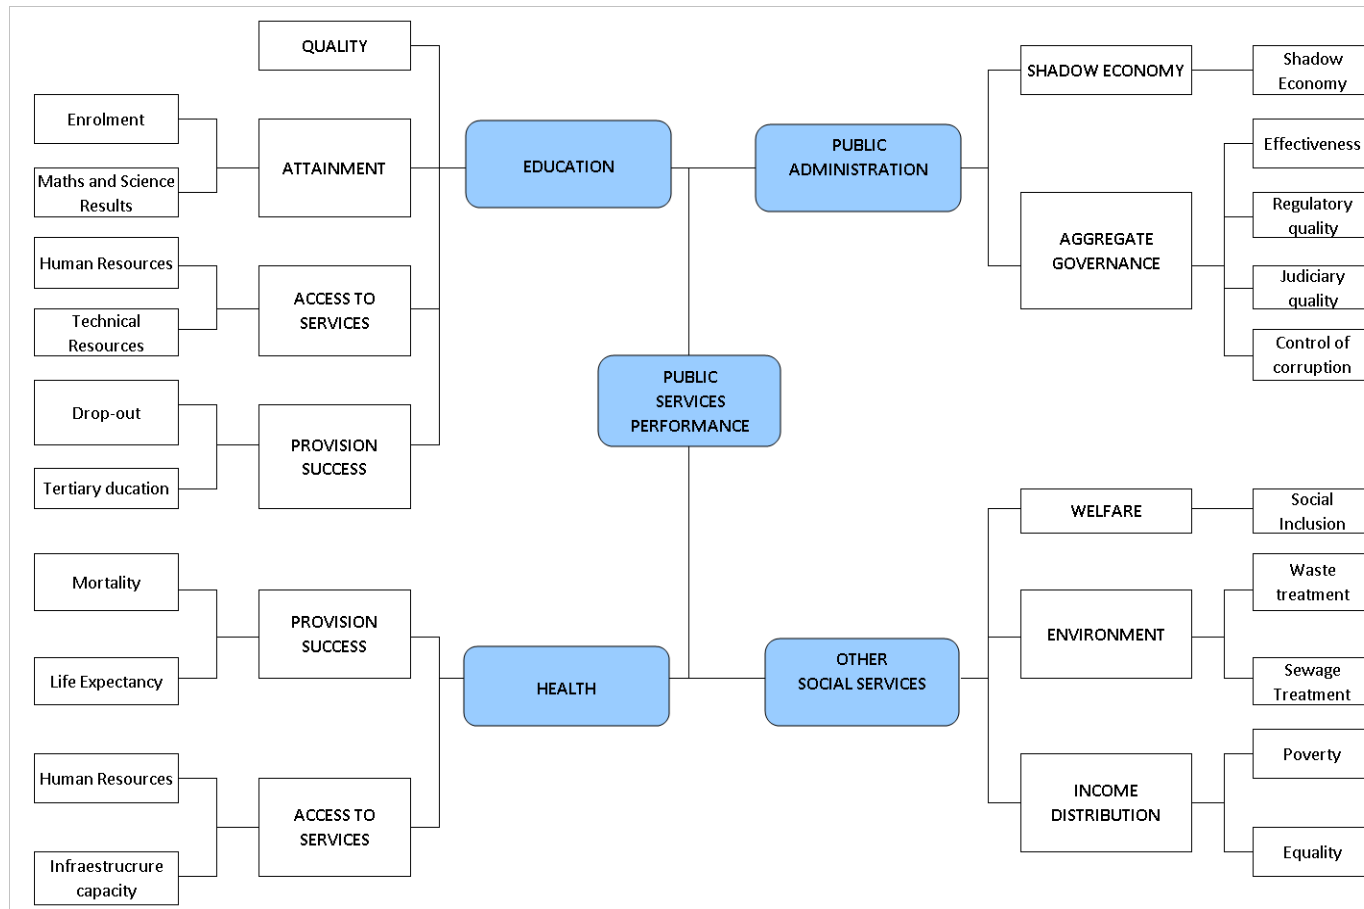 QUALITY
Enrolment
Maths and Science
Results
ATTAINMENT
EDUCATION
Human Resources
Technical
Resources
ACCESS TO
SERVICES
Drop-out
Tertiary ducation
PROVISION
SUCCESS
PUBLIC
ADMINISTRATION
SHADOW ECONOMY
Shadow
Economy
AGGREGATE
GOVERNANCE
Effectiveness
Regulatory
quality
Judiciary
quality
Control of
corruption
PUBLIC
SERVICES
PERFORMANCE
Mortality
Life Expectancy
PROVISION
SUCCESS
HEALTH
Human Resources
Infraestrucrure
capacity
ACCESS TO
SERVICES
OTHER
SOCIAL SERVICES
WELFARE
Social
Inclusion
ENVIRONMENT
Waste
treatment
Sewage
Treatment
INCOME
DISTRIBUTION
Poverty
Equality